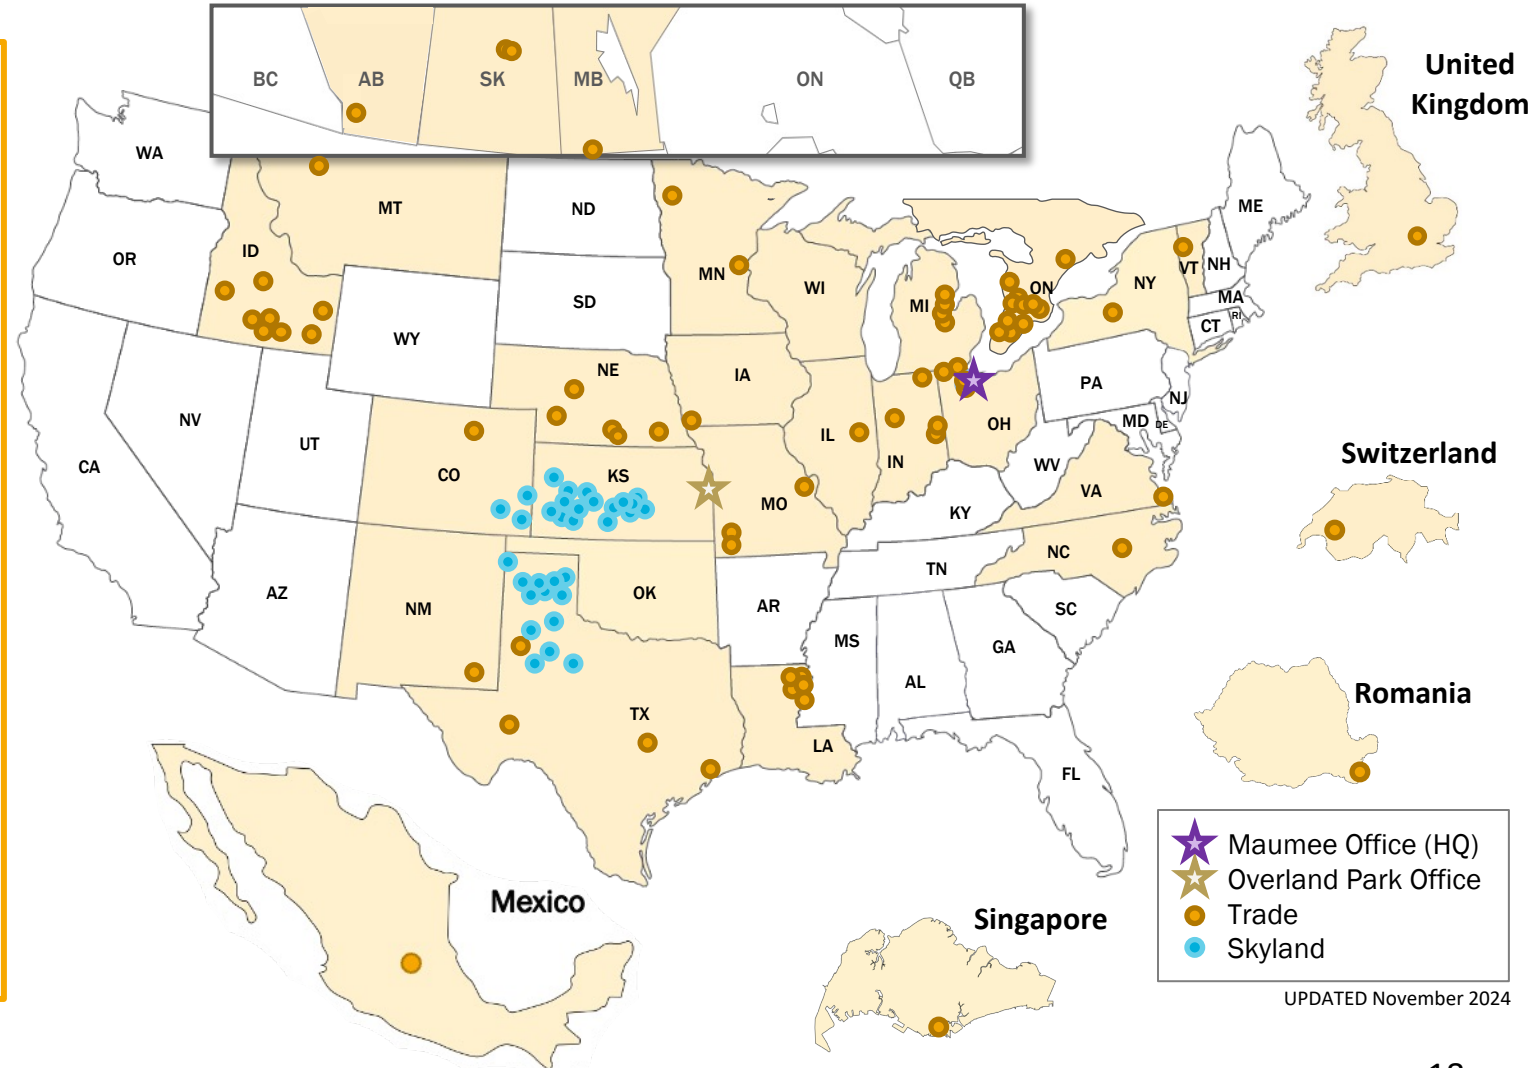 BC
AB
SK
MB
ON
QB
United
Kingdom
WA
MT
ND
ME
OR
ID
MN
WI
MI
ON
NY
VT
NH
MA
CT
RI
SD
WY
NE
IA
PA
NJ
NV
UT
CA
CO
KS
MO
IL
IN
OH
MD
DE
WV
VA
KY
Switzerland
AZ
NM
OK
AR
TN
NC
SC
MS
AL
GA
TX
LA
FL
Romania
Mexico
Singapore
Maumee Office (HQ)
Overland Park Office
Trade
Skyland
UPDATED November 2024